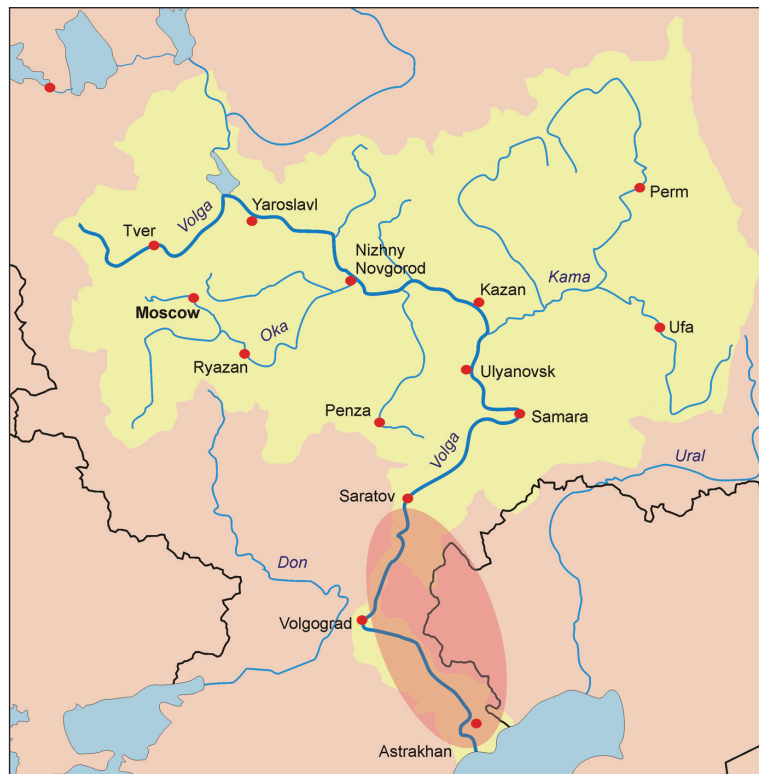 Perm
Yaroslavl
Volga
Tver
Nizhny
Novgorod
Kama
Kazan
Moscow
Oka
Ufa
Ryazan
Ulyanovsk
Penza
Samara
Volga
Ural
Saratov
Don
Volgograd
Astrakhan